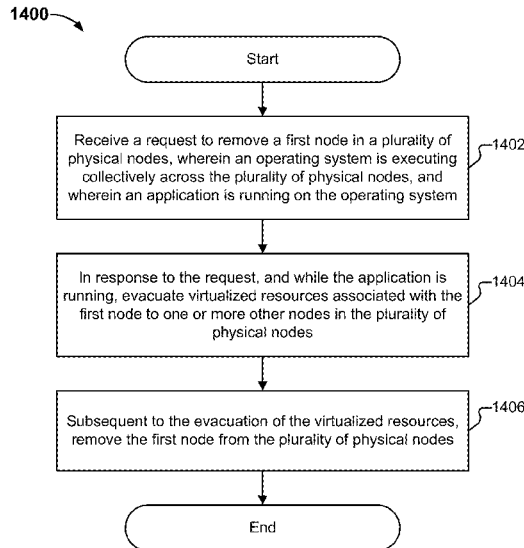 1400
Start
Receive a request to remove a first node in a plurality of
physical nodes, wherein an operating system is executing
collectively across the plurality of physical nodes, and
wherein an application is running on the operating system
1402
In response to the request, and while the application is
running, evacuate virtualized resources associated with the
first node to one or more other nodes in the plurality of
physical nodes
1404
Subsequent to the evacuation of the virtualized resources,
remove the first node from the plurality of physical nodes
1406
End